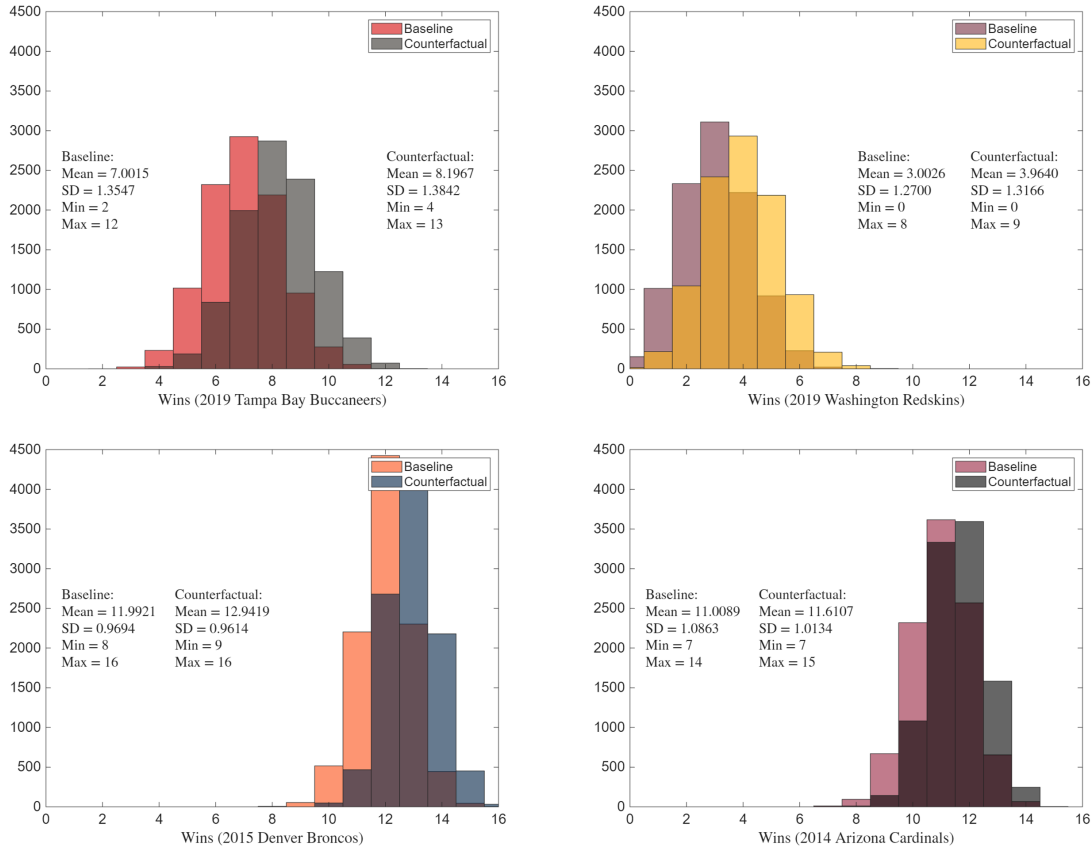 4500
4000
3500
3000
2500
2000
1500
1000
500
0
Baseline
Counterfactual
Baseline:
Mean = 7.0015
SD = 1.3547
Min = 2
Max = 12
Counterfactual:
Mean = 8.1967
SD = 1.3842
Min = 4
Max = 13
0 2 4 6 8 10 12 14 16
Wins (2019 Tampa Bay Buccaneers)
4500
4000
3500
3000
2500
2000
1500
1000
500
0
Baseline
Counterfactual
Baseline:
Mean = 3.0026
SD = 1.2700
Min = 0
Max = 8
Counterfactual:
Mean = 3.9640
SD = 1.3166
Min = 0
Max = 9
0 2 4 6 8 10 12 14 16
Wins (2019 Washington Redskins)
4500
4000
3500
3000
2500
2000
1500
1000
500
0
Baseline
Counterfactual
Baseline:
Mean = 11.9921
SD = 0.9694
Min = 8
Max = 16
Counterfactual:
Mean = 12.9419
SD = 0.9614
Min = 9
Max = 16
0 2 4 6 8 10 12 14 16
Wins (2015 Denver Broncos)
4500
4000
3500
3000
2500
2000
1500
1000
500
0
Baseline
Counterfactual
Baseline:
Mean = 11.0089
SD = 1.0863
Min = 7
Max = 14
Counterfactual:
Mean = 11.6107
SD = 1.0134
Min = 7
Max = 15
0 2 4 6 8 10 12 14 16
Wins (2014 Arizona Cardinals)